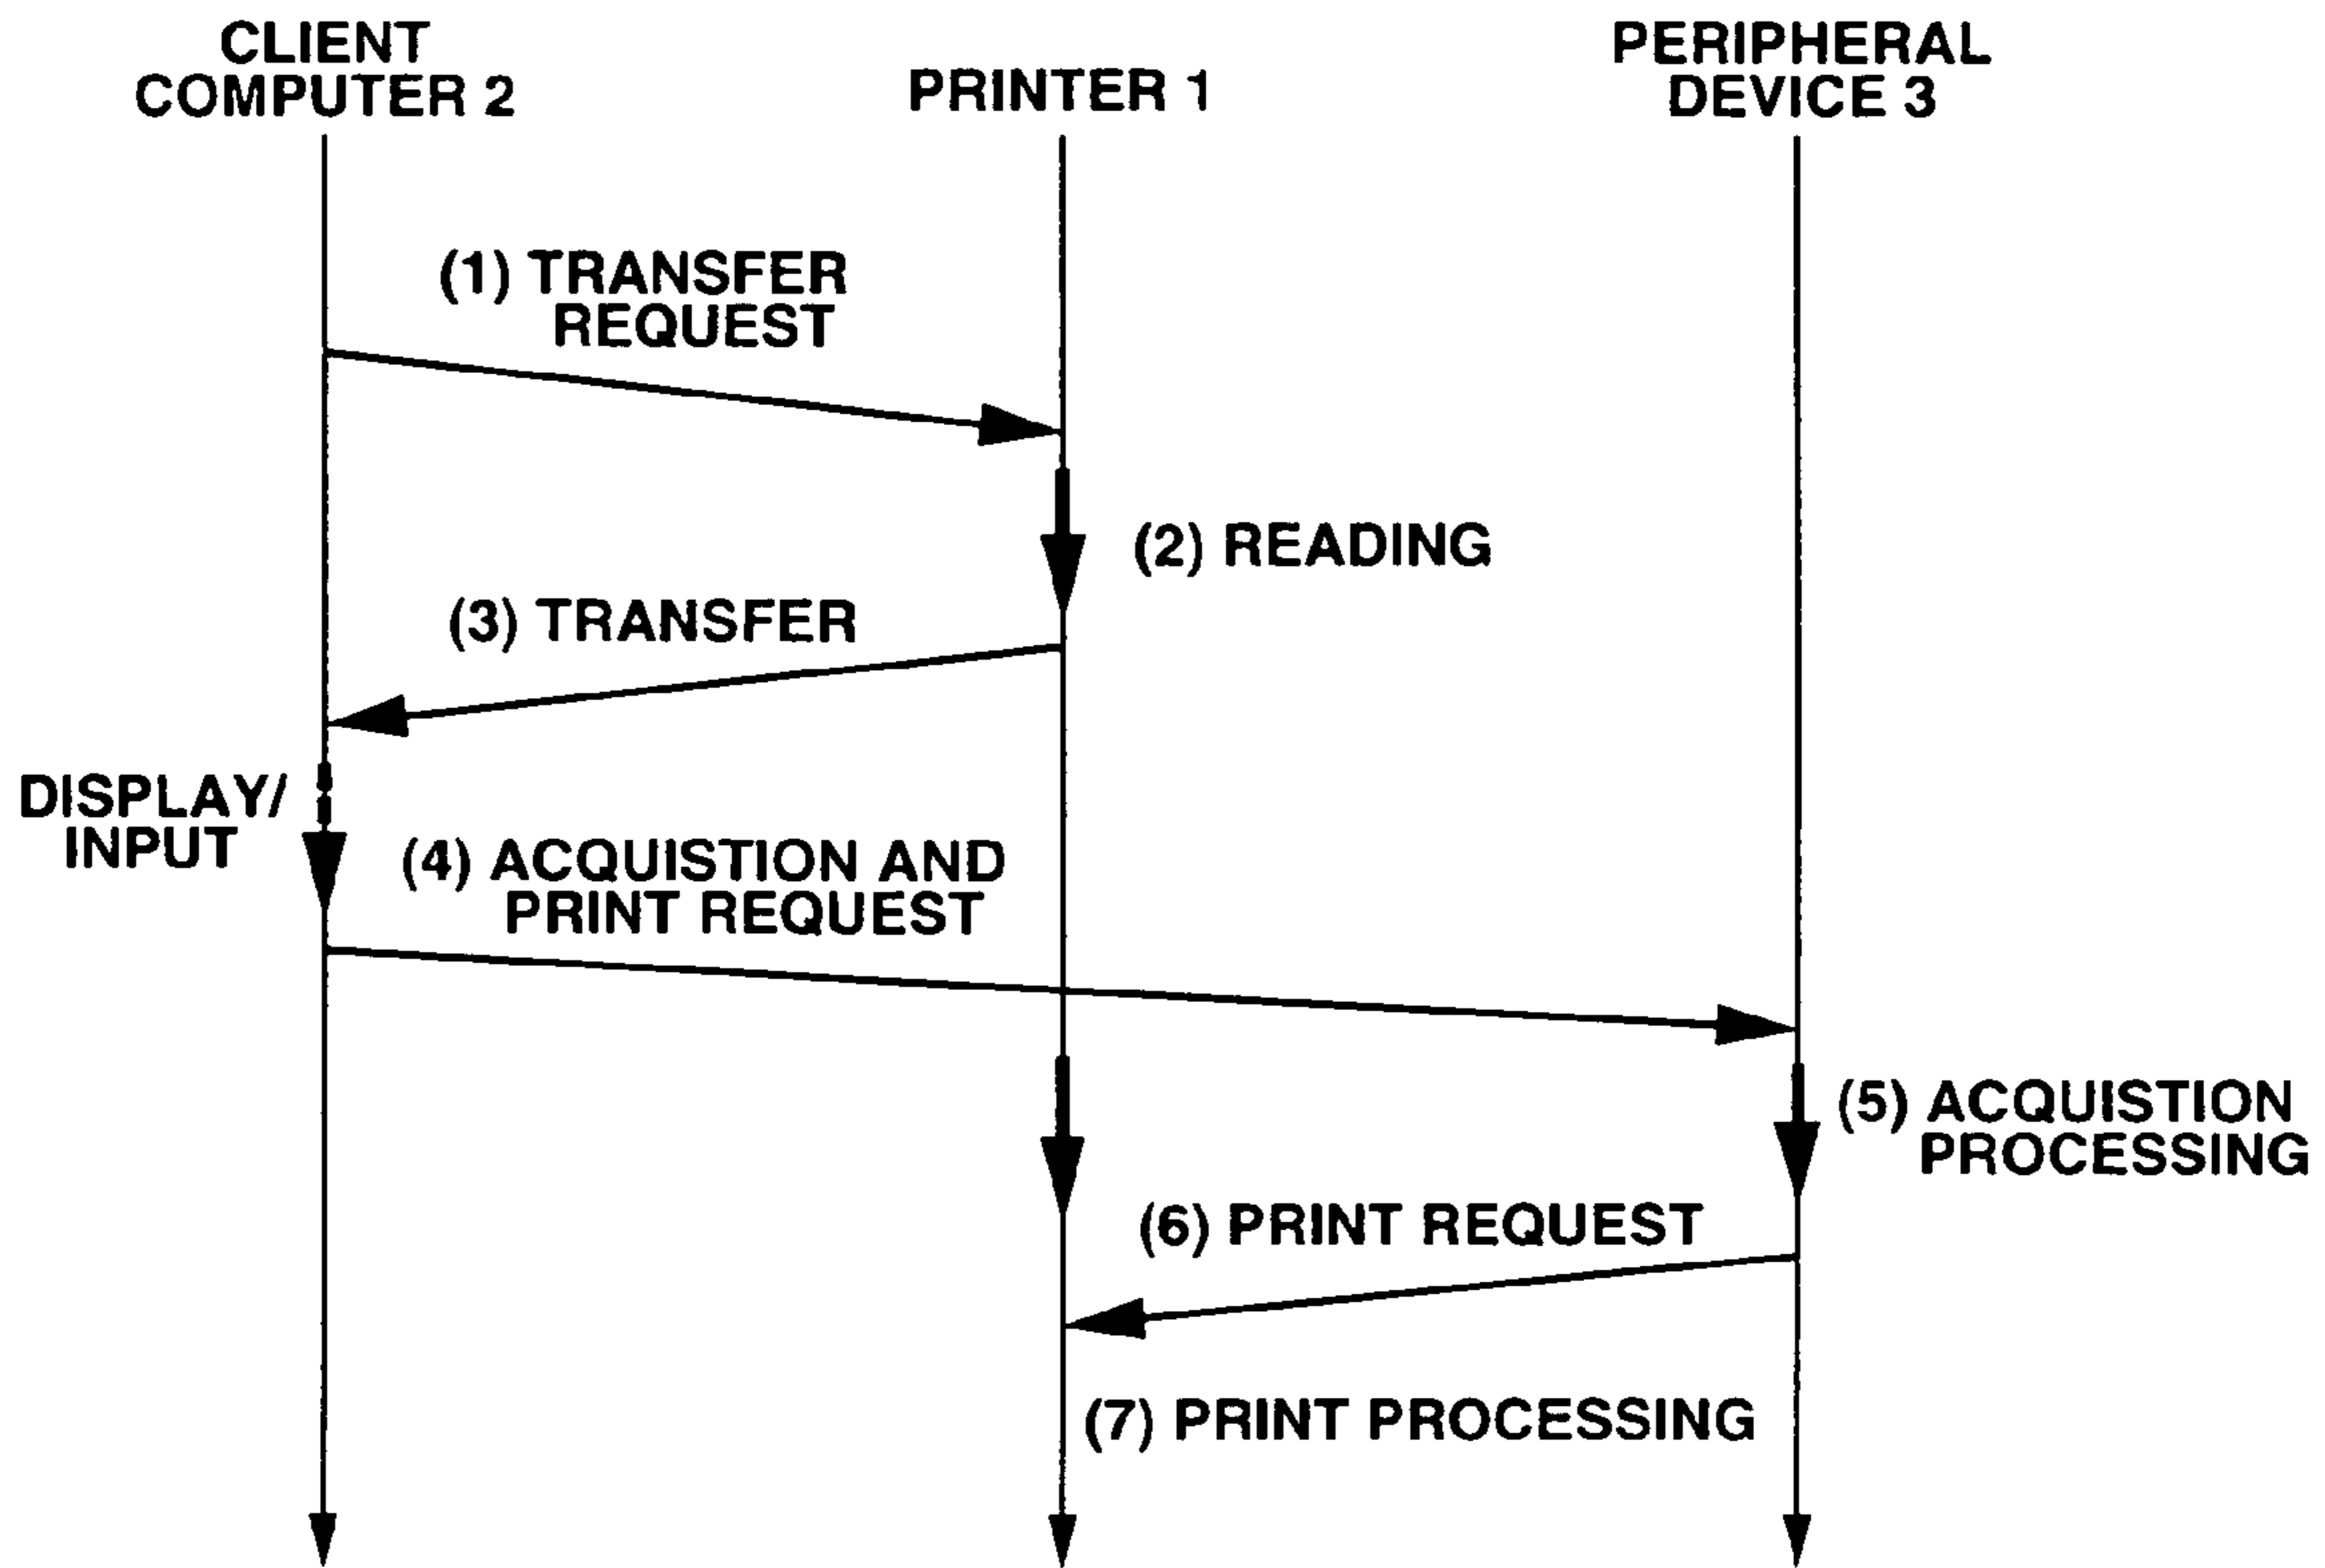 CLIENT
COMPUTER 2
PRINTER 1
PERIPHERAL
DEVICE 3
(1) TRANSFER
REQUEST
(2) READING
(3) TRANSFER
DISPLAY/
INPUT
(4) ACQUISTION AND
PRINT REQUEST
(5) ACQUISTION
PROCESSING
(6) PRINT REQUEST
(7) PRINT PROCESSING